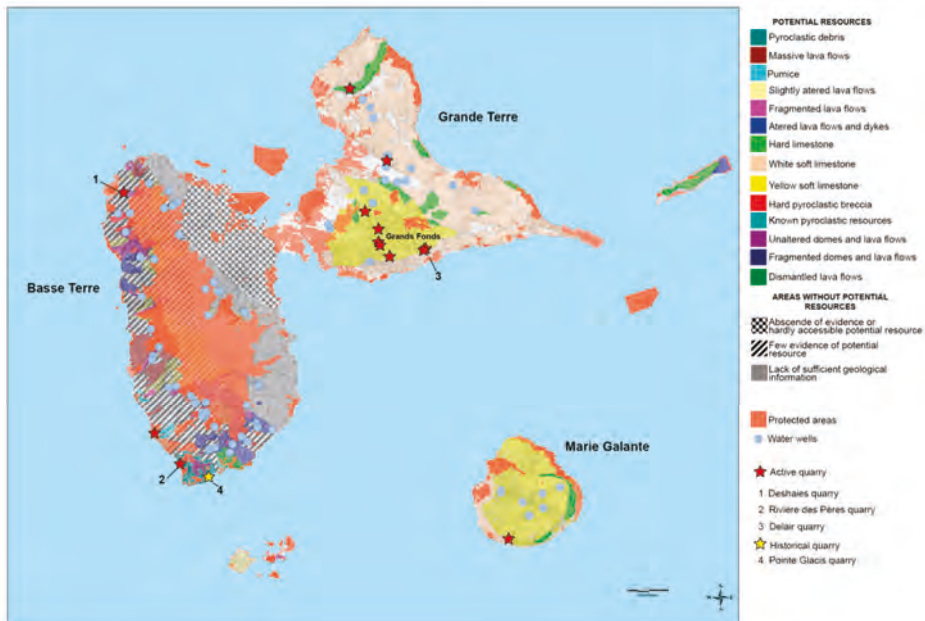 Grande Terre
Grands Fonds
Basse Terre
Marie Galante
1
2
3
4
N
S
POTENTIAL RESOURCES
Pyroclastic debris
Massive lava flows
Pumice
Slightly atered lava flows
Fragmented lava flows
Atered lava flows and dykes
Hard limestone
White soft limestone
Yellow soft limestone
Hard pyroclastic breccia
Known pyroclastic resources
Unaltered domes and lava flows
Fragmented domes and lava flows
Dismantled lava flows
AREAS WITHOUT POTENTIAL
RESOURCES
Abscende of evidence or
hardly accessible potential resource
Few evidence of potential
resource
Lack of sufficient geological
information
Protected areas
Water wells
Active quarry
1 Deshaies quarry
2 Rivière des Pères quarry
3 Delair quarry
Historical quarry
4 Pointe Glacis quarry